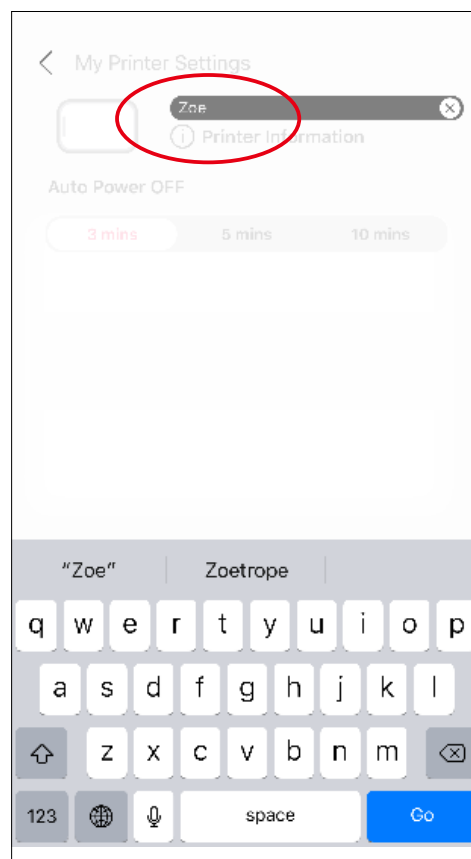 My Printer Settings
Zoe
Printer Information
Auto Power OFF
3 mins 5 mins 10 mins
"Zoe" Zoetrope
q w e r t y u i o p
a s d f g h j k l
z x c v b n m
123 space Go